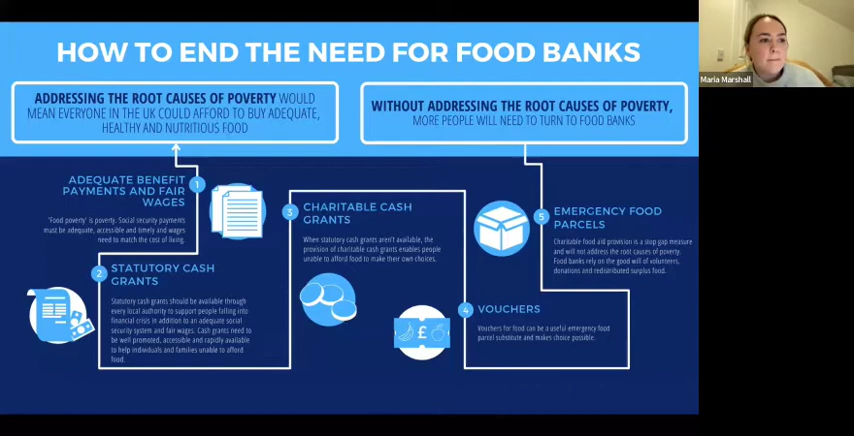 HOW TO END THE NEED FOR FOOD BANKS
Maria Marshall
ADDRESSING THE ROOT CAUSES OF POVERTY WOULD
MEAN EVERYONE IN THE UK COULD AFFORD TO BUY ADEQUATE,
HEALTHY AND NUTRITIOUS FOOD
WITHOUT ADDRESSING THE ROOT CAUSES OF POVERTY,
MORE PEOPLE WILL NEED TO TURN TO FOOD BANKS
1
ADEQUATE BENEFIT
PAYMENTS AND FAIR
WAGES
'Food poverty' is poverty. Social security payments
must be adequate, accessible and timely and wages
need to match the cost of living.
2
STATUTORY CASH
GRANTS
Statutory cash grants should be available through
every local authority to support people falling into
financial crisis in addition to an adequate social
security system and fair wages. Cash grants need to
be well promoted, accessible and rapidly available
to help individuals and families unable to afford
food.
3
CHARITABLE CASH
GRANTS
When statutory cash grants aren't available, the
provision of charitable cash grants enables people
unable to afford food to make their own choices.
4
VOUCHERS
Vouchers for food can be a useful emergency food
parcel substitute and makes choice possible.
£
5
EMERGENCY FOOD
PARCELS
Charitable food aid provision is a stop gap measure
and will not address the root causes of poverty.
Food banks rely on the good will of volunteers,
donations and redistributed surplus food.